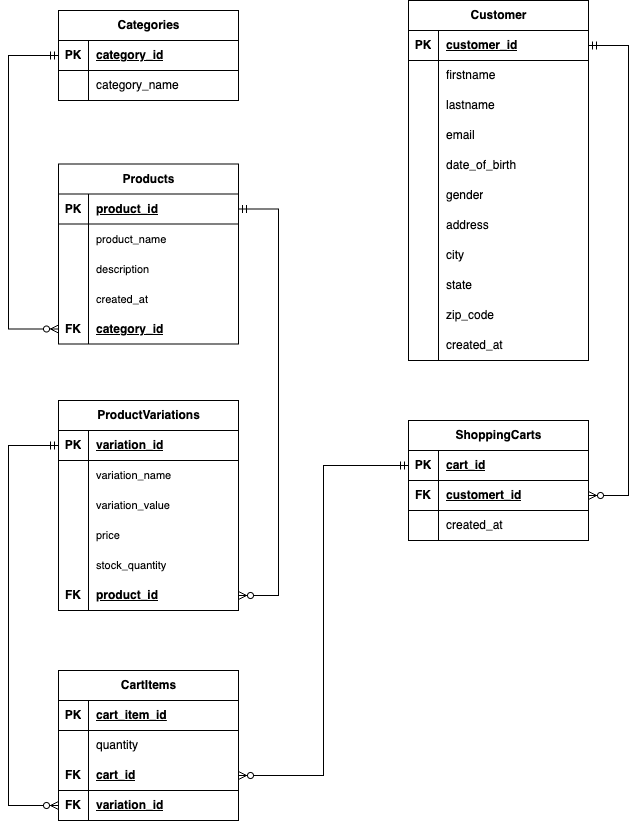 Categories
PK category_id
category_name
Products
PK product_id
product_name
description
created_at
FK category_id
ProductVariations
PK variation_id
variation_name
variation_value
price
stock_quantity
FK product_id
CartItems
PK cart_item_id
quantity
FK cart_id
FK variation_id
Customer
PK customer_id
firstname
lastname
email
date_of_birth
gender
address
city
state
zip_code
created_at
ShoppingCarts
PK cart_id
FK customert_id
created_at